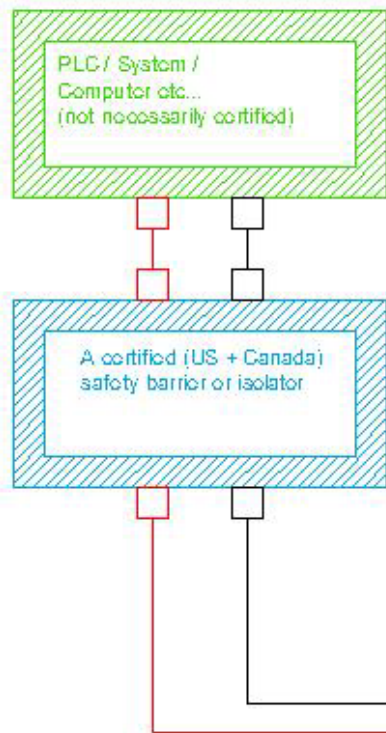 PLC / System /
Computer etc...
(not necessarily certified)
A certified (US + Canada)
safety barrier or isolator